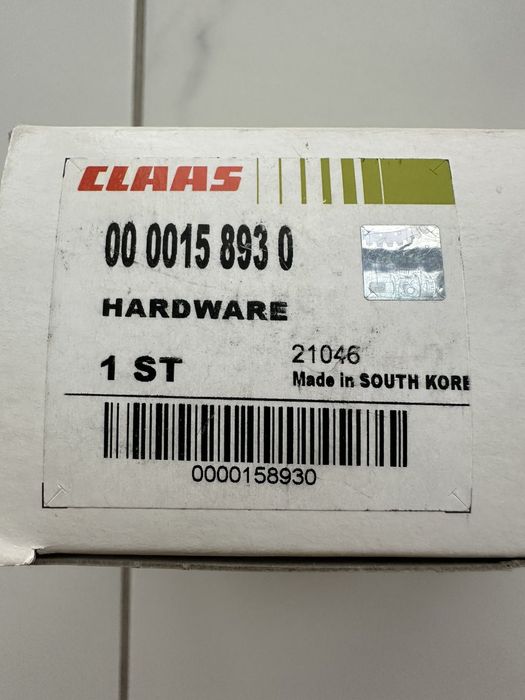 CLAAS
00 0015 893 0
HARDWARE
1 ST
21046
Made in SOUTH KORE
0000158930